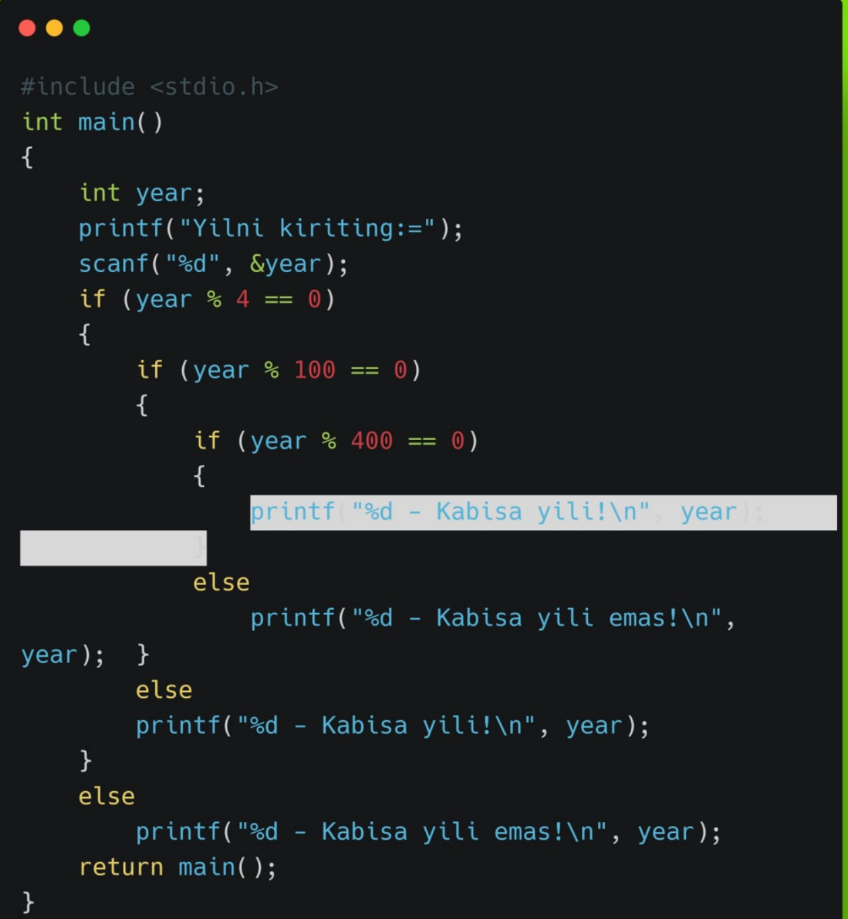 #include <stdio.h>
int main()
{
    int year;
    printf("Yilni kiriting:=");
    scanf("%d", &year);
    if (year % 4 == 0)
    {
        if (year % 100 == 0)
        {
            if (year % 400 == 0)
            {
                printf("%d – Kabisa yili!\n", year);
            }
            else
                printf("%d – Kabisa yili emas!\n",
year);  }
        else
        printf("%d – Kabisa yili!\n", year);
    }
    else
        printf("%d – Kabisa yili emas!\n", year);
    return main();
}